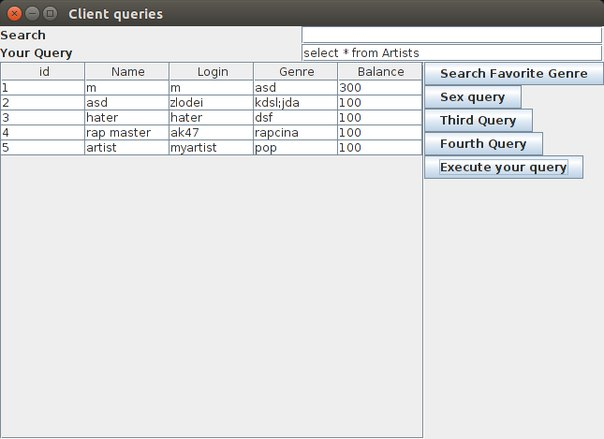 Client queries
Search
Your Query select * from Artists
id Name Login Genre Balance Search Favorite Genre
1 m m asd 300
2 asd zlodei kdsl;jda 100 Sex query
3 hater hater dsf 100 Third Query
4 rap master ak47 rapcina 100 Fourth Query
5 artist myartist pop 100
Execute your query